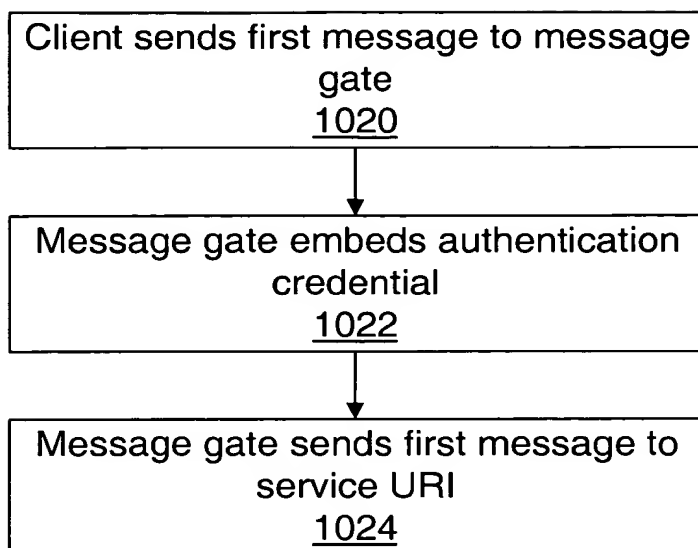 Client sends first message to message
gate
1020
Message gate embeds authentication
credential
1022
Message gate sends first message to
service URI
1024